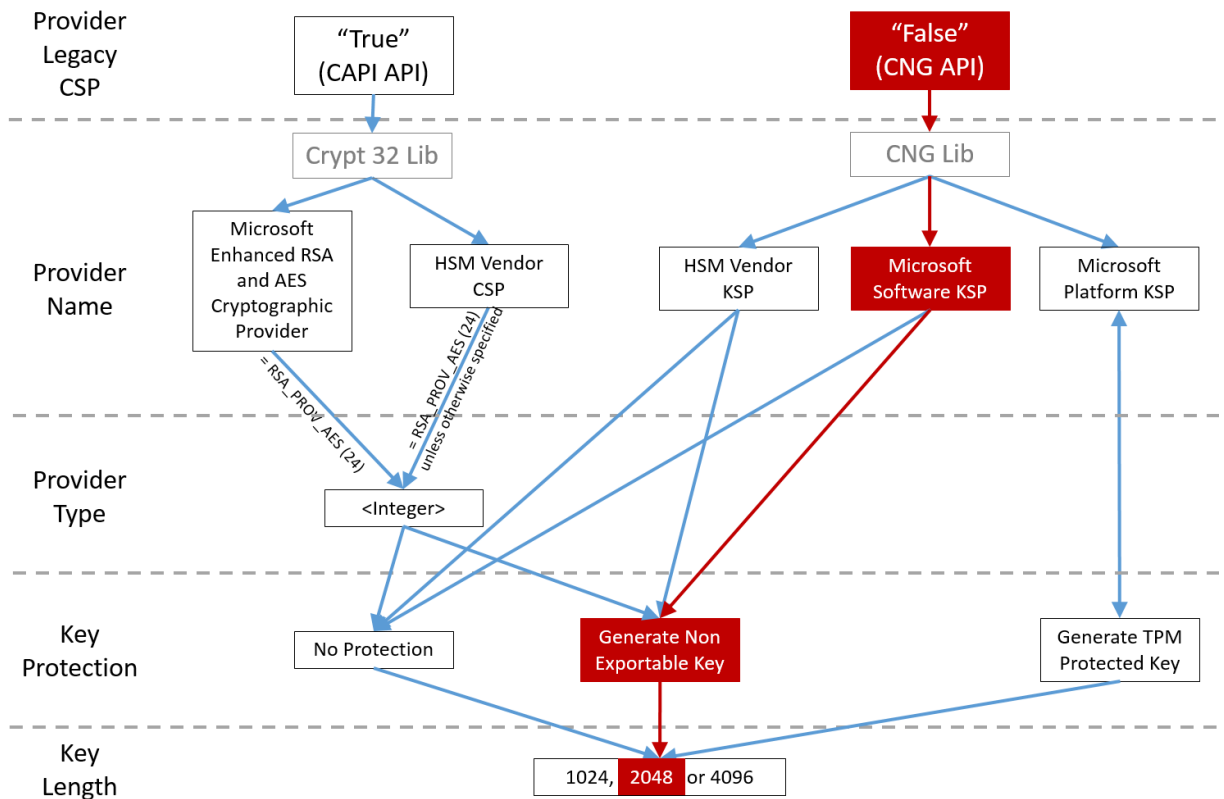 Provider
Legacy
CSP
“True”
(CAPI API)
“False”
(CNG API)
Crypt 32 Lib
CNG Lib
Provider
Name
Microsoft
Enhanced RSA
and AES
Cryptographic
Provider
HSM Vendor
CSP
HSM Vendor
KSP
Microsoft
Software KSP
Microsoft
Platform KSP
= RSA_PROV_AES (24)
= RSA_PROV_AES (24)
unless otherwise specified
Provider
Type
<Integer>
Key
Protection
No Protection
Generate Non
Exportable Key
Generate TPM
Protected Key
Key
Length
1024, 2048 or 4096